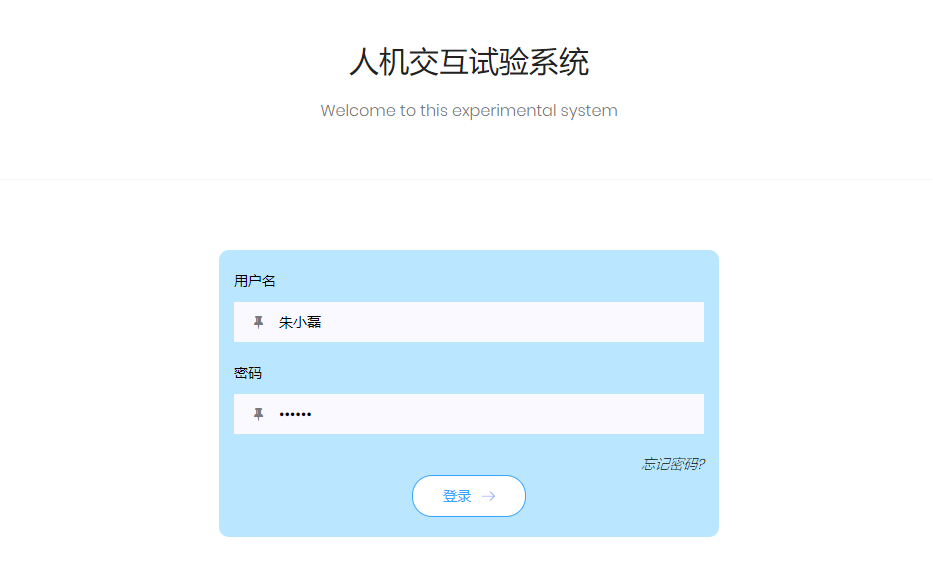 人机交互试验系统
Welcome to this experimental system
用户名
朱小磊
密码
••••••
忘记密码?
登录 →